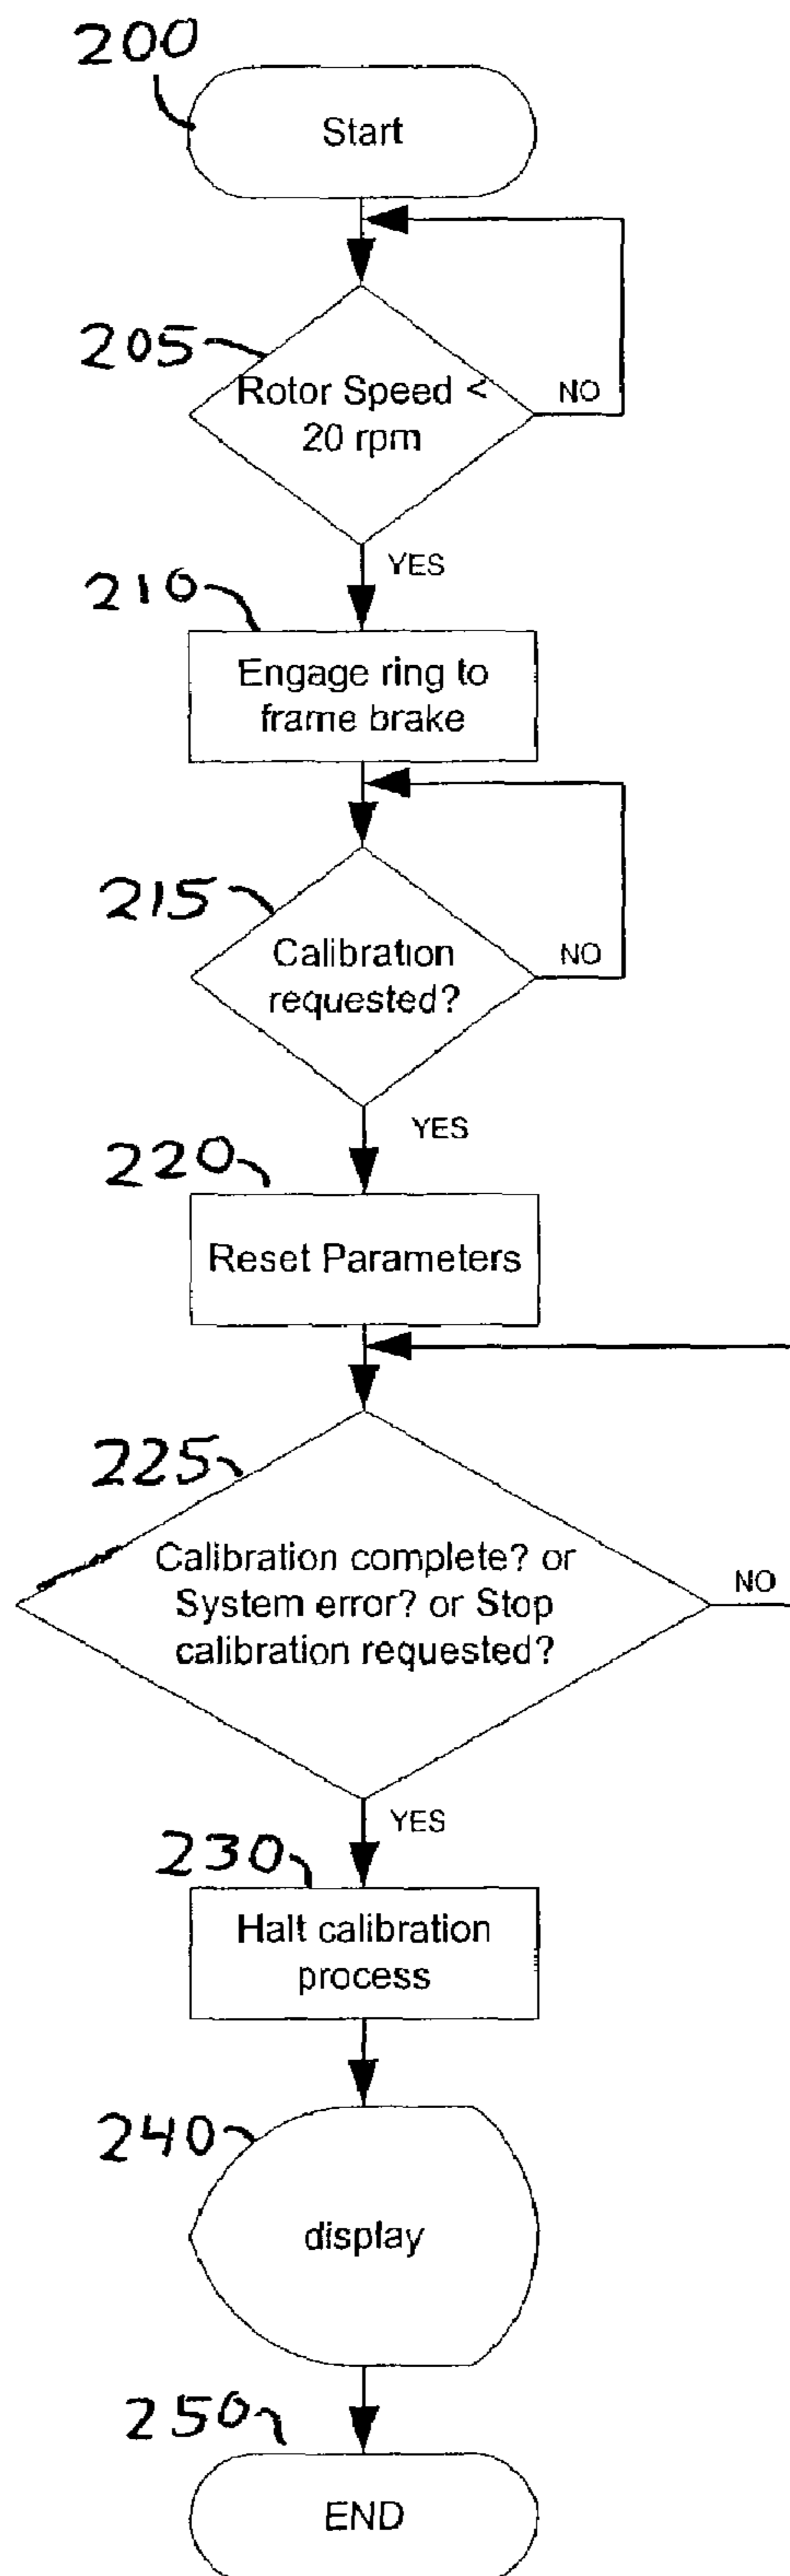 200
Start
205
Rotor Speed <
20 rpm
NO
YES
210
Engage ring to
frame brake
215
Calibration
requested?
NO
YES
220
Reset Parameters
225
Calibration complete? or
System error? or Stop
calibration requested?
NO
YES
230
Halt calibration
process
240
display
250
END